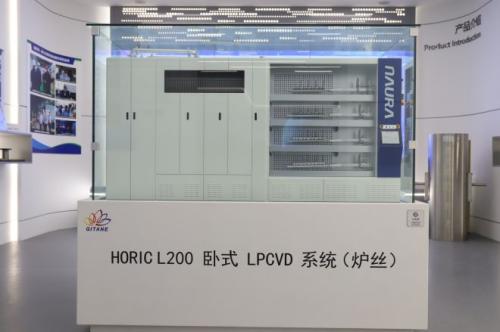 产品介绍
Product Introduction
NAURA
GITANE
HORIC L200 卧式 LPCVD 系统(炉丝)